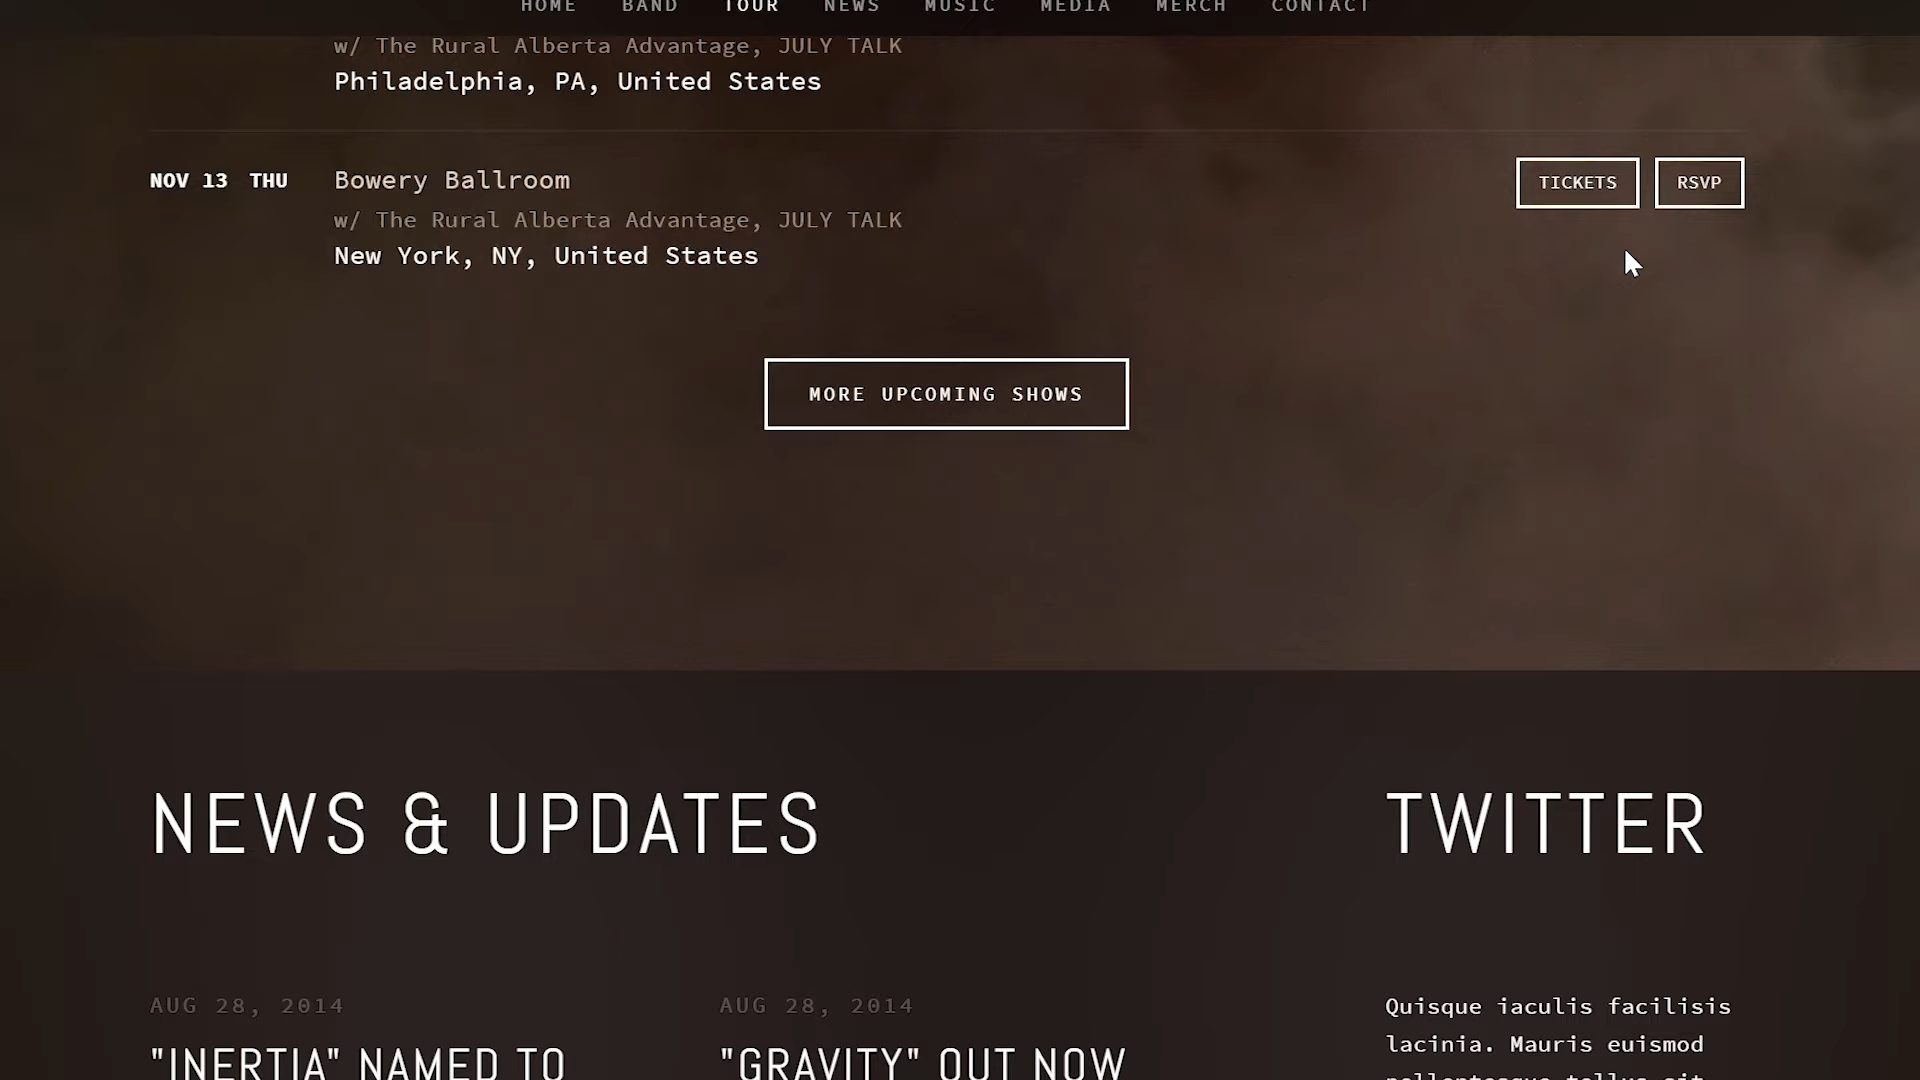 HOME BAND TOUR NEWS MUSIC MEDIA MERCH CONTACT
w/ The Rural Alberta Advantage, JULY TALK
Philadelphia, PA, United States
NOV 13 THU Bowery Ballroom TICKETS RSVP
w/ The Rural Alberta Advantage, JULY TALK
New York, NY, United States
MORE UPCOMING SHOWS
NEWS & UPDATES
TWITTER
AUG 28, 2014
"INERTIA" NAMED TO
AUG 28, 2014
"GRAVITY" OUT NOW
Quisque iaculis facilisis
lacinia. Mauris euismod
pellentesque tellus sit